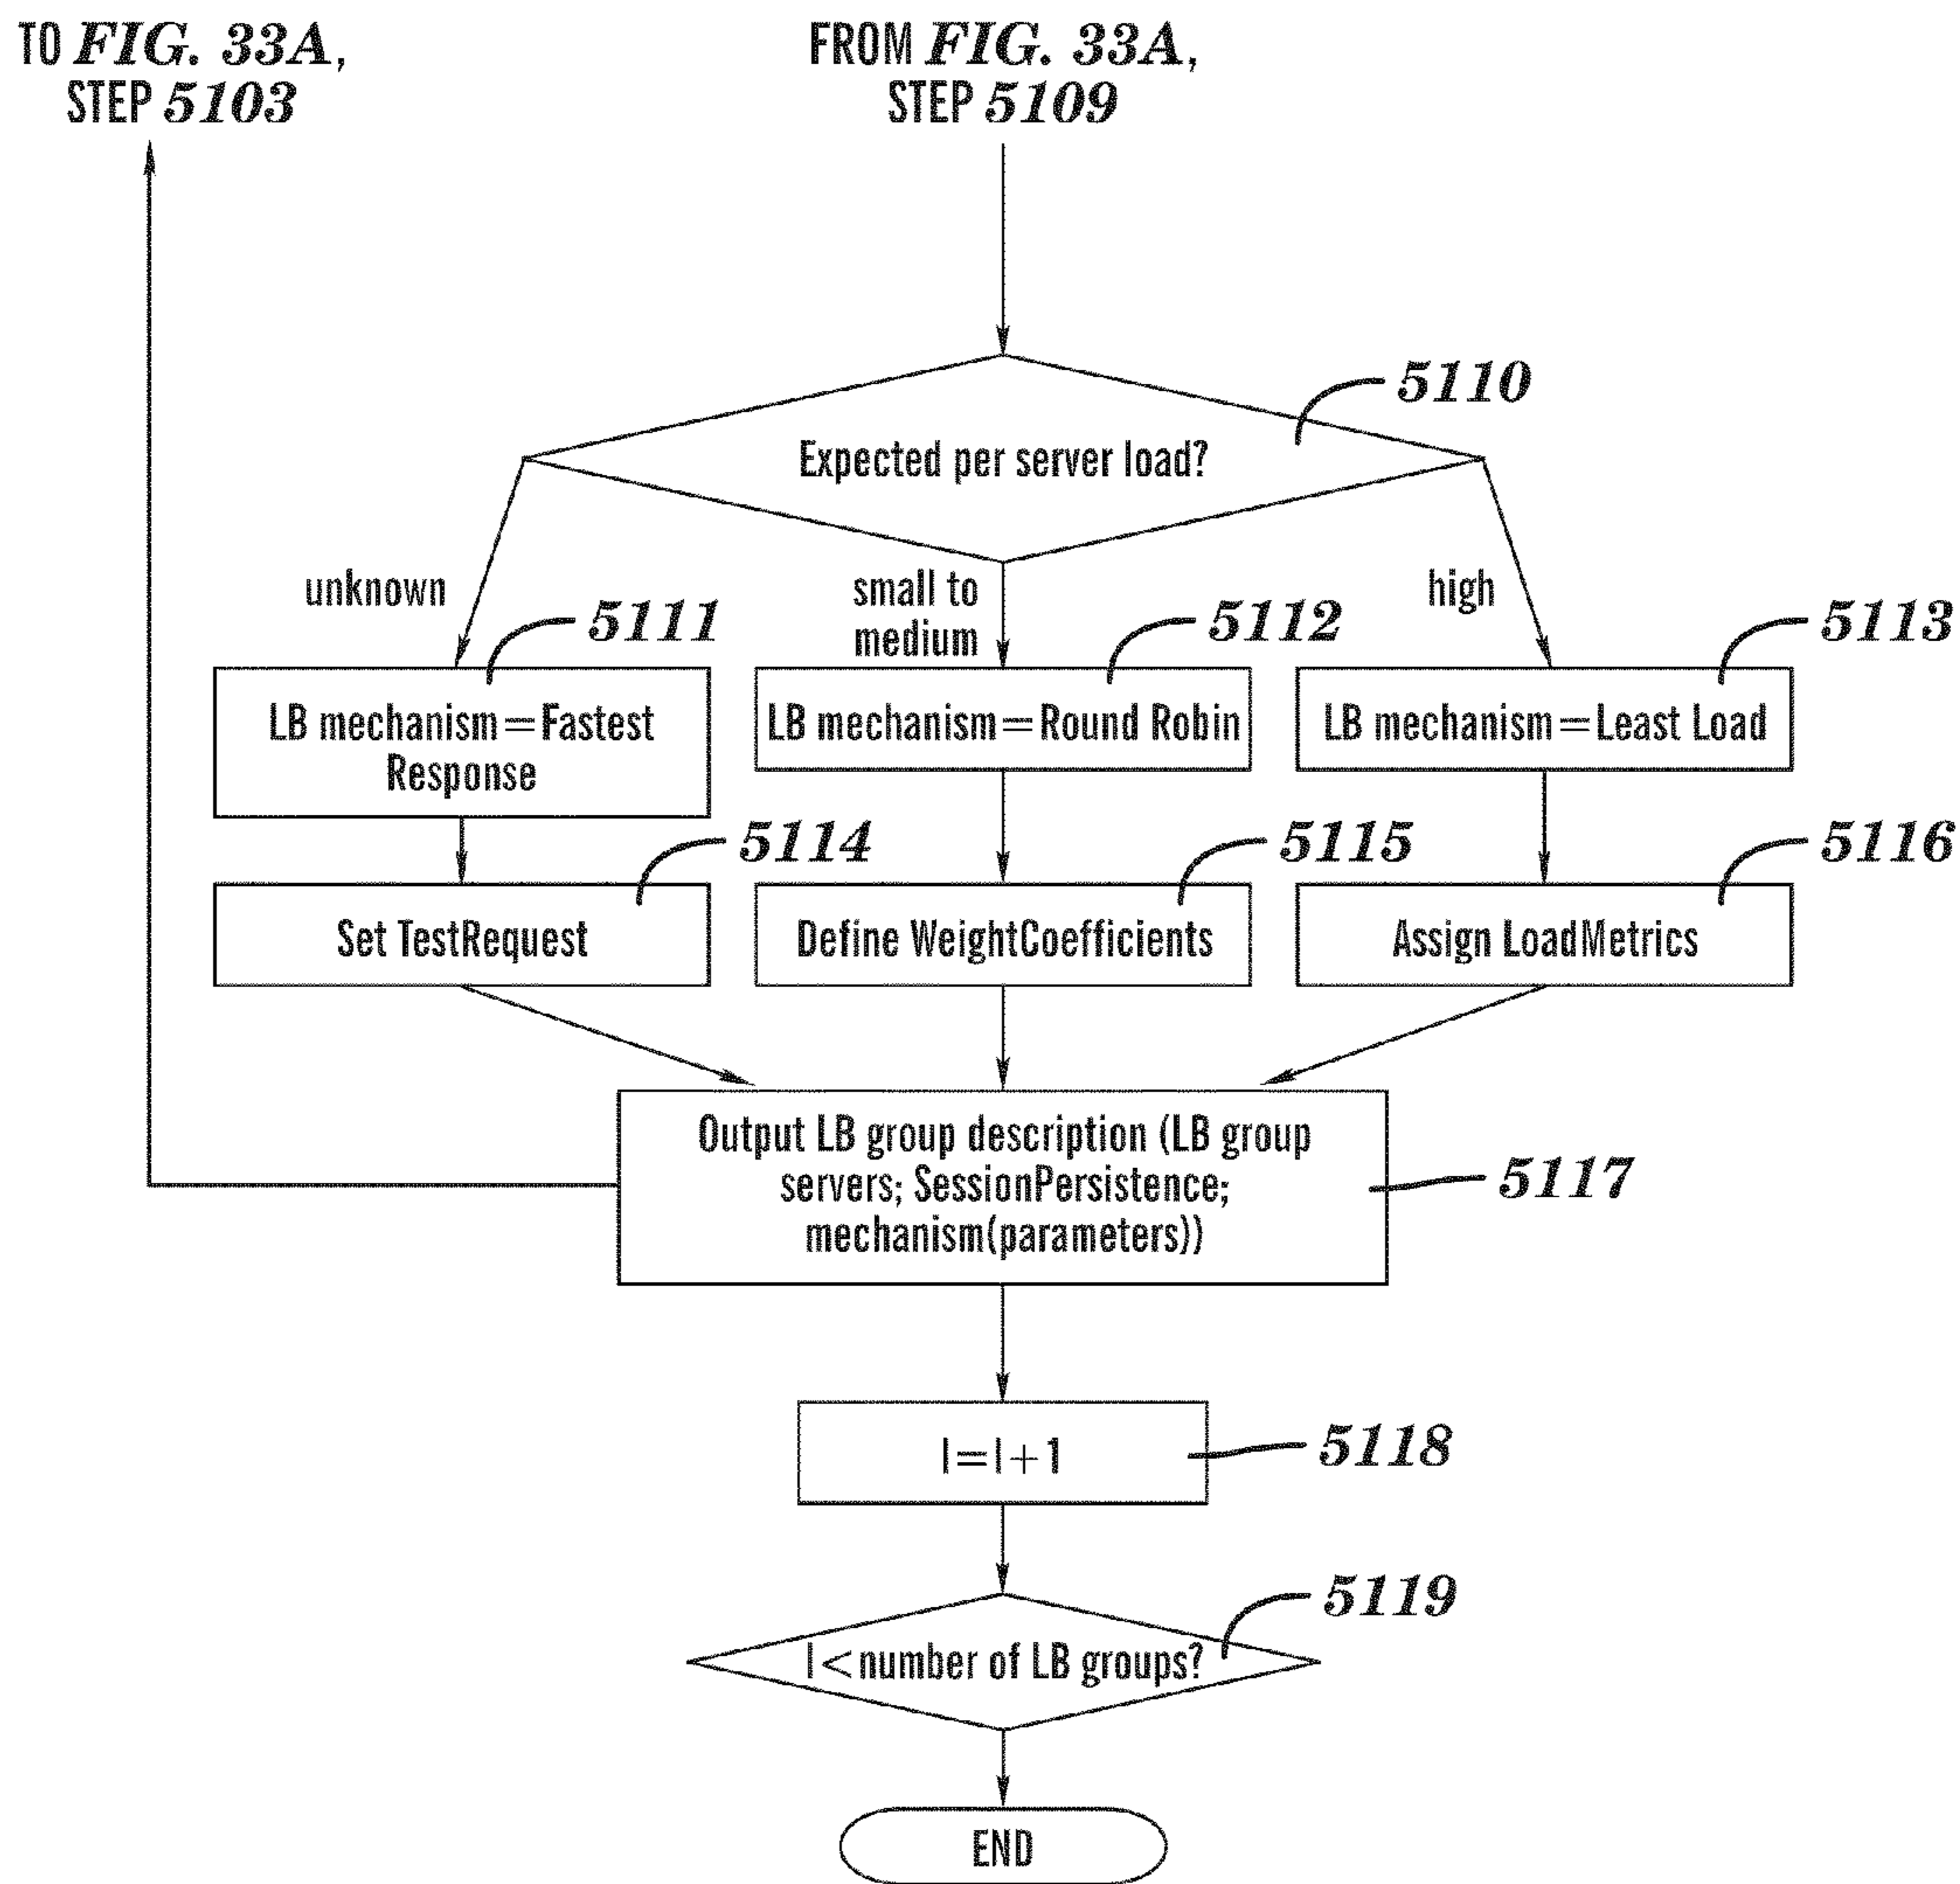 TO FIG. 33A,
STEP 5103
FROM FIG. 33A,
STEP 5109
5110
Expected per server load?
unknown
small to
medium
high
5111
5112
5113
LB mechanism=Fastest
Response
LB mechanism=Round Robin
LB mechanism=Least Load
5114
5115
5116
Set TestRequest
Define WeightCoefficients
Assign LoadMetrics
Output LB group description (LB group
servers; SessionPersistence;
mechanism(parameters))
5117
I=I+1
5118
5119
I<number of LB groups?
END